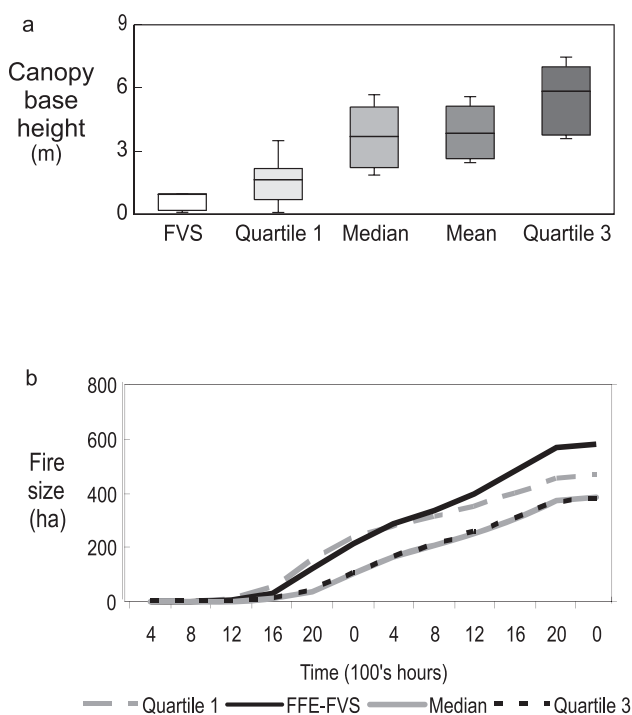 a
Canopy
base
height
(m)
9
6
3
0
FVS Quartile 1 Median Mean Quartile 3
b
Fire
size
(ha)
800
600
400
200
0
4 8 12 16 20 0 4 8 12 16 20 0
Time (100's hours)
Quartile 1 FFE-FVS Median Quartile 3